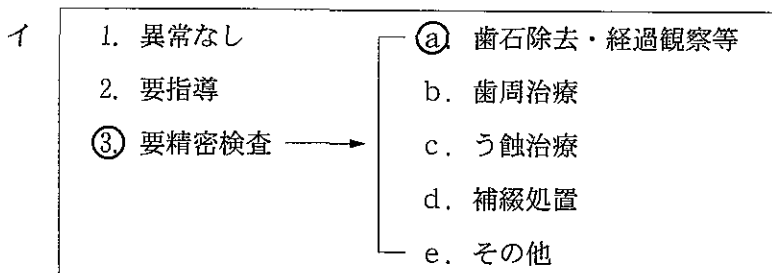 イ
1. 異常なし
2. 要指導
③. 要精密検査
ⓐ. 歯石除去・経過観察等
b. 歯周治療
c. う蝕治療
d. 補綴処置
e. その他